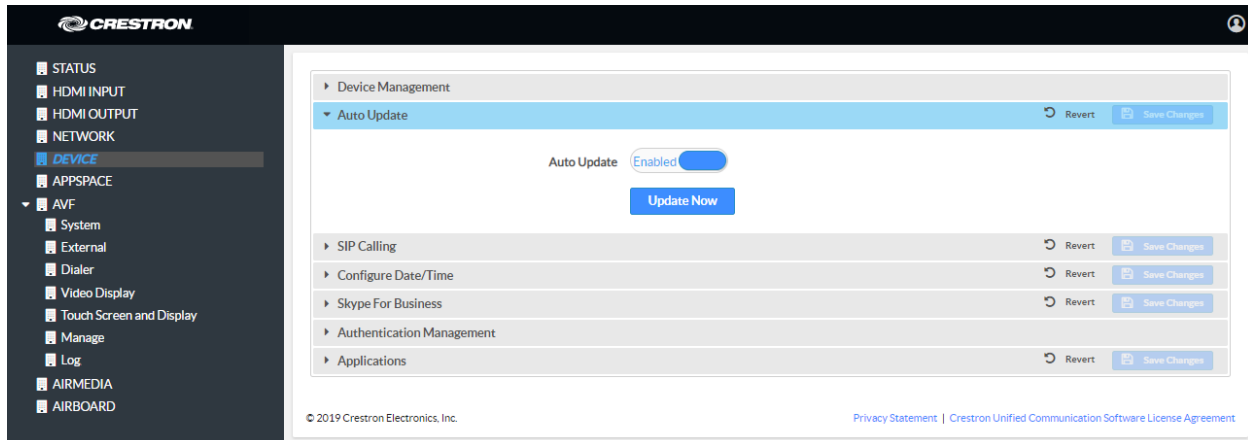 CRESTRON
STATUS
HDMI INPUT
HDMI OUTPUT
NETWORK
DEVICE
APPSPACE
AVF
System
External
Dialer
Video Display
Touch Screen and Display
Manage
Log
AIRMEDIA
AIRBOARD
Device Management
Auto Update Revert Save Changes
Auto Update Enabled
Update Now
SIP Calling Revert Save Changes
Configure Date/Time Revert Save Changes
Skype For Business Revert Save Changes
Authentication Management
Applications Revert Save Changes
© 2019 Crestron Electronics, Inc. Privacy Statement | Crestron Unified Communication Software License Agreement